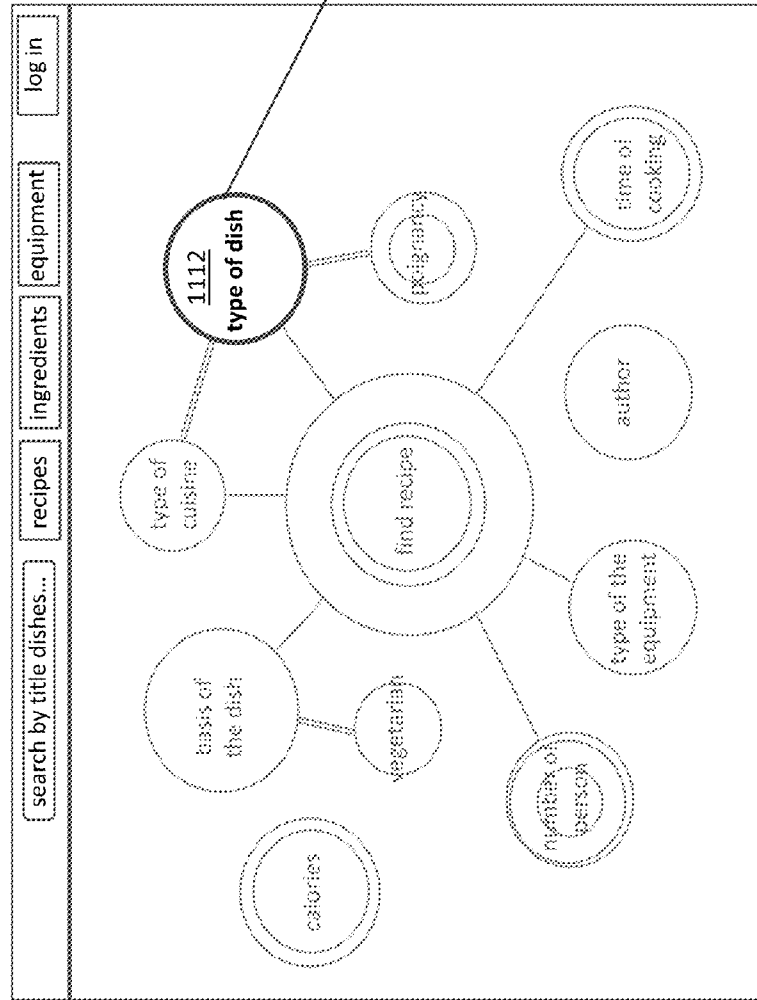 search by title dishes...
recipes
ingredients
equipment
log in
calories
basis of
the dish
vegetarian
type of
cuisine
1112
type of dish
poignancy
find recipe
number of
person
type of the
equipment
author
time of
cooking